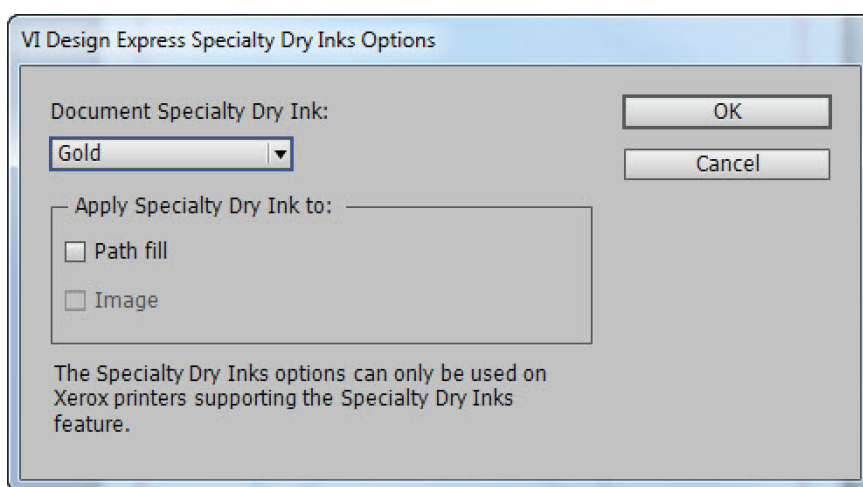 VI Design Express Specialty Dry Inks Options
Document Specialty Dry Ink:
Gold
OK
Cancel
Apply Specialty Dry Ink to:
Path fill
Image
The Specialty Dry Inks options can only be used on
Xerox printers supporting the Specialty Dry Inks
feature.